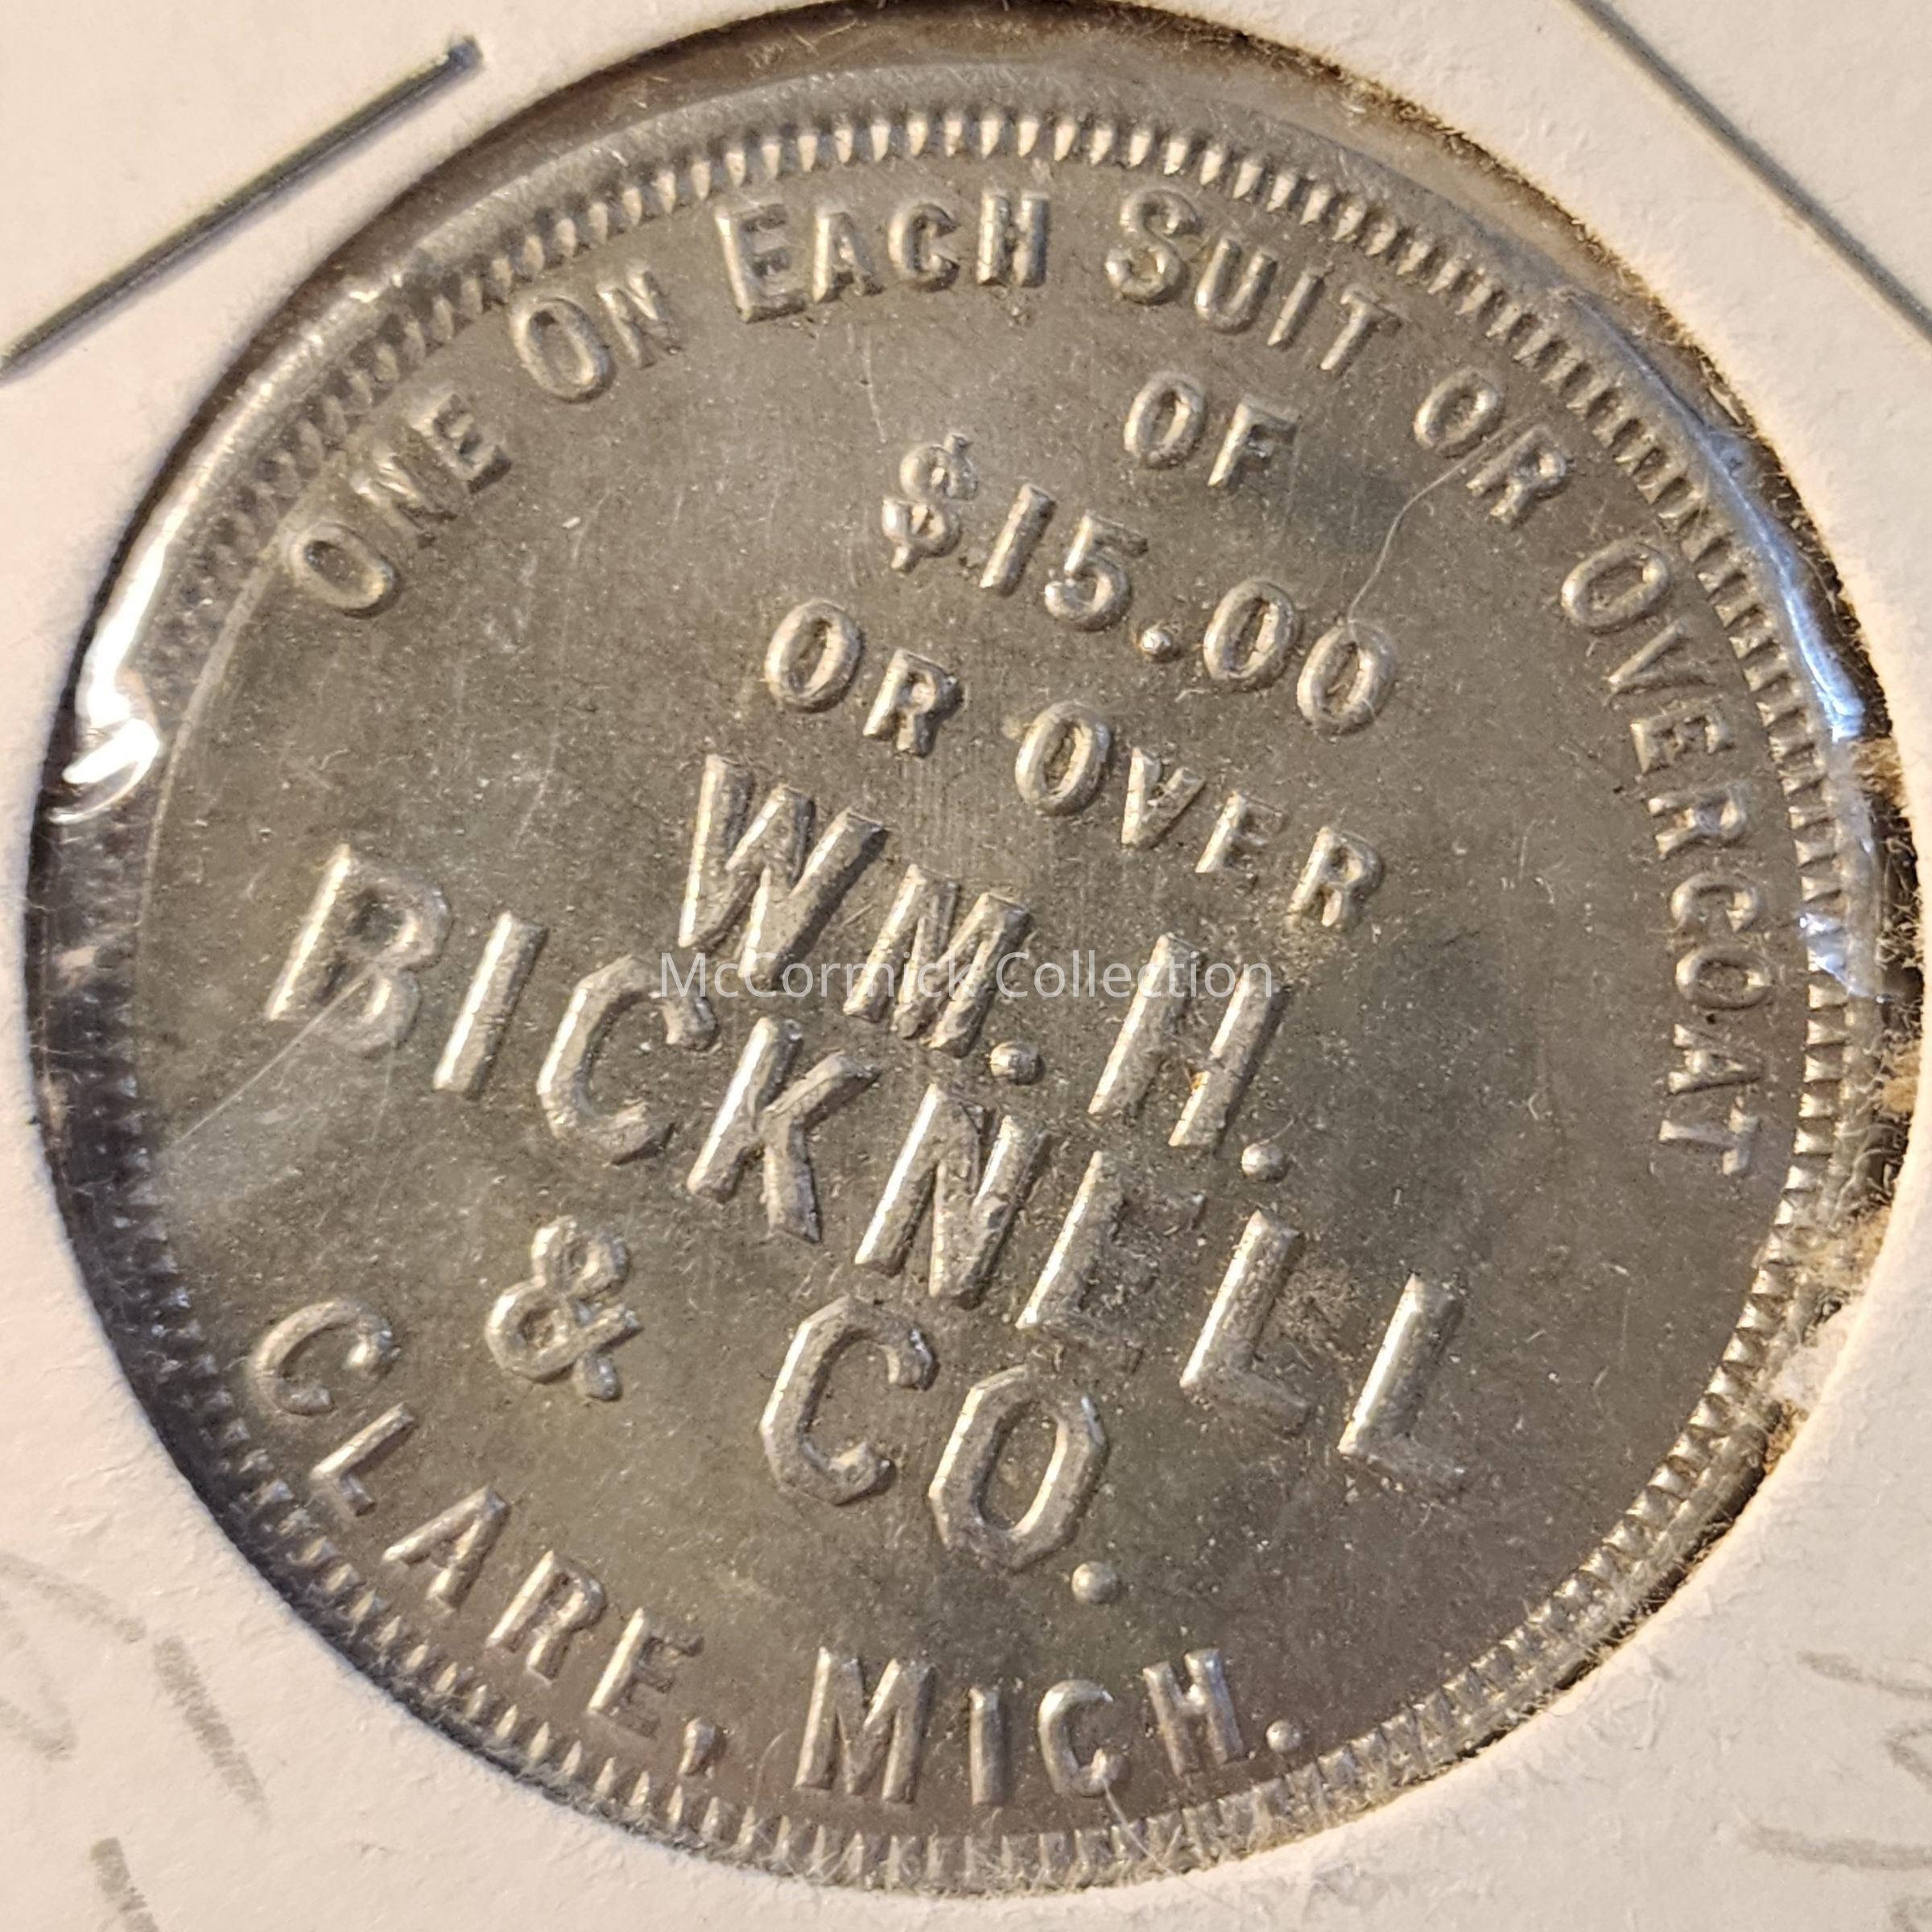 ONE ON EACH SUIT OR OVERCOAT
OF
$15.00
OR OVER
WM. H.
BICKNELL
& CO.
CLARE, MICH.
McCormick Collection